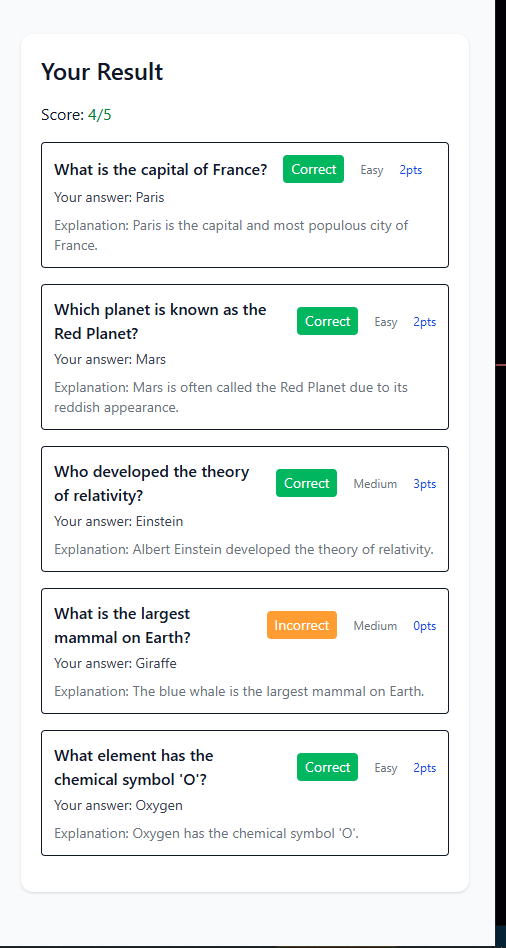 Your Result
Score: 4/5
What is the capital of France? Correct Easy 2pts
Your answer: Paris
Explanation: Paris is the capital and most populous city of
France.
Which planet is known as the
Red Planet? Correct Easy 2pts
Your answer: Mars
Explanation: Mars is often called the Red Planet due to its
reddish appearance.
Who developed the theory
of relativity? Correct Medium 3pts
Your answer: Einstein
Explanation: Albert Einstein developed the theory of relativity.
What is the largest
mammal on Earth? Incorrect Medium 0pts
Your answer: Giraffe
Explanation: The blue whale is the largest mammal on Earth.
What element has the
chemical symbol 'O'? Correct Easy 2pts
Your answer: Oxygen
Explanation: Oxygen has the chemical symbol 'O'.